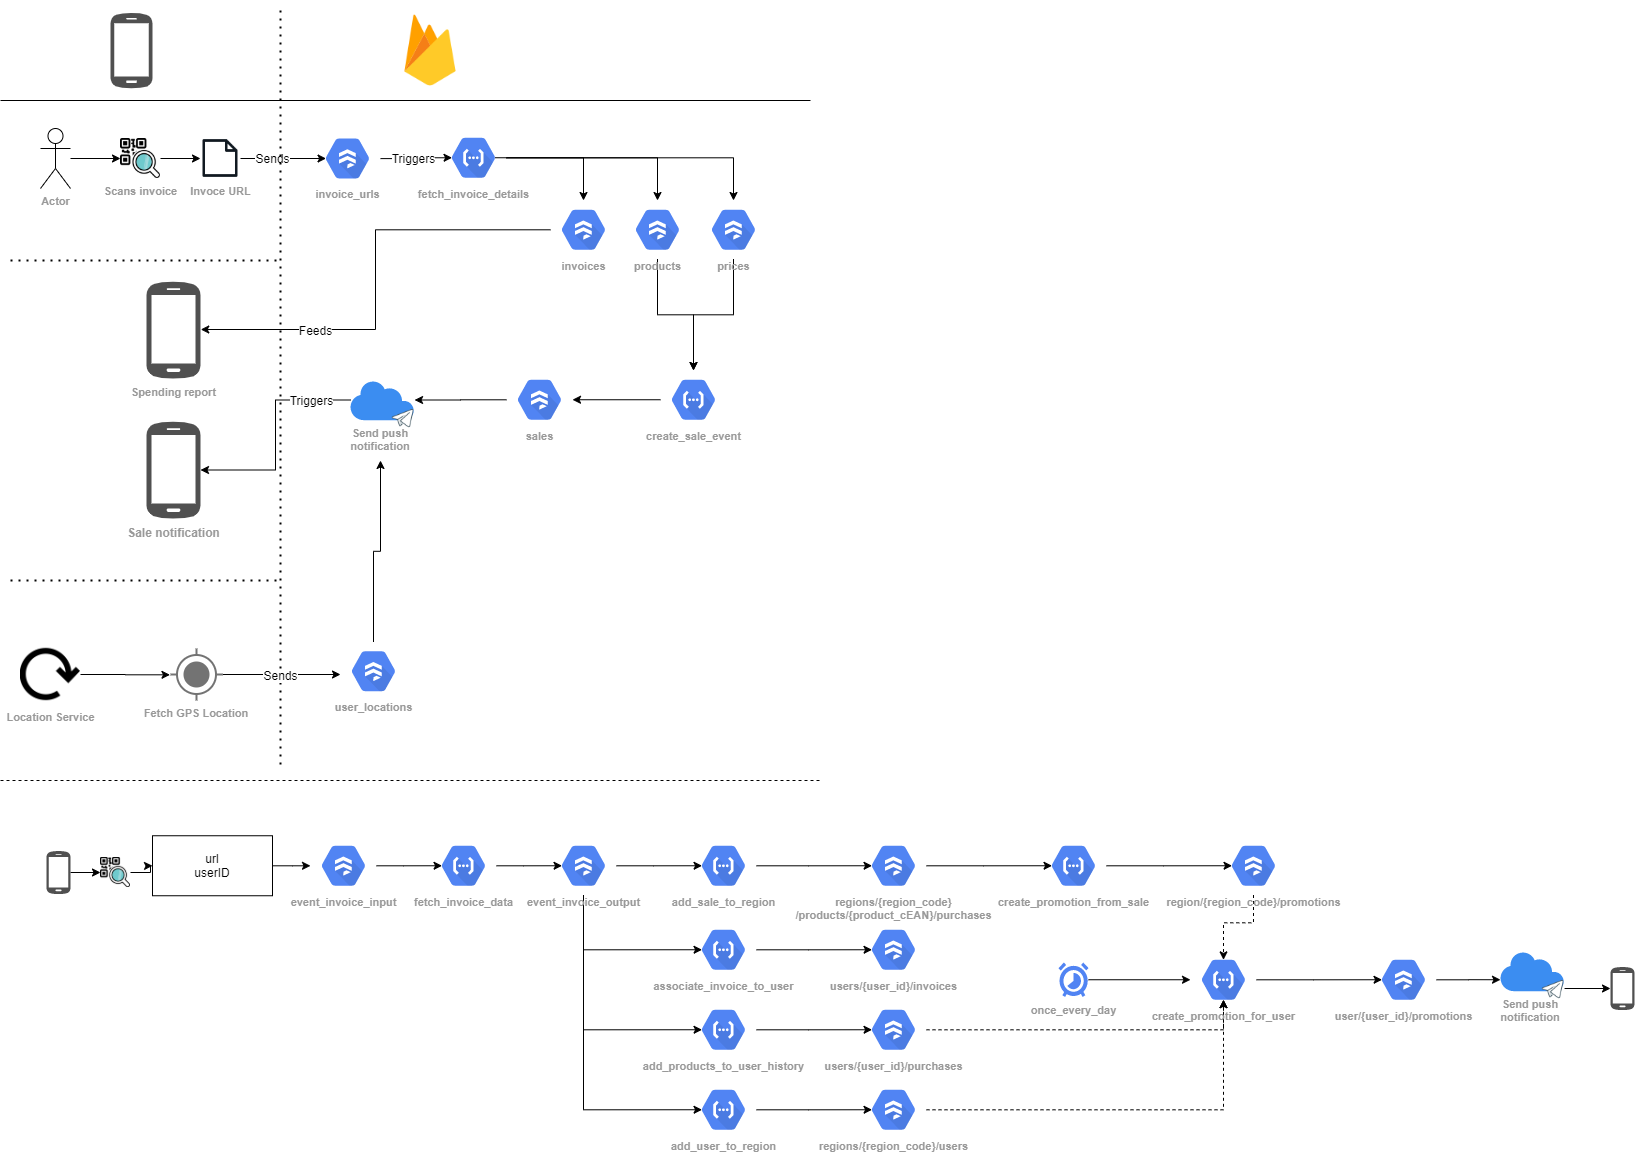 Sends
Triggers
Actor
Scans invoice
Invoce URL
invoice_urls
fetch_invoice_details
invoices
products
prices
Feeds
Spending report
Triggers
Send push
notification
sales
create_sale_event
Sale notification
Sends
Location Service
Fetch GPS Location
user_locations
url
userID
event_invoice_input
fetch_invoice_data
event_invoice_output
add_sale_to_region
regions/{region_code}
/products/{product_cEAN}/purchases
create_promotion_from_sale
region/{region_code}/promotions
associate_invoice_to_user
users/{user_id}/invoices
once_every_day
create_promotion_for_user
user/{user_id}/promotions
Send push
notification
add_products_to_user_history
users/{user_id}/purchases
add_user_to_region
regions/{region_code}/users